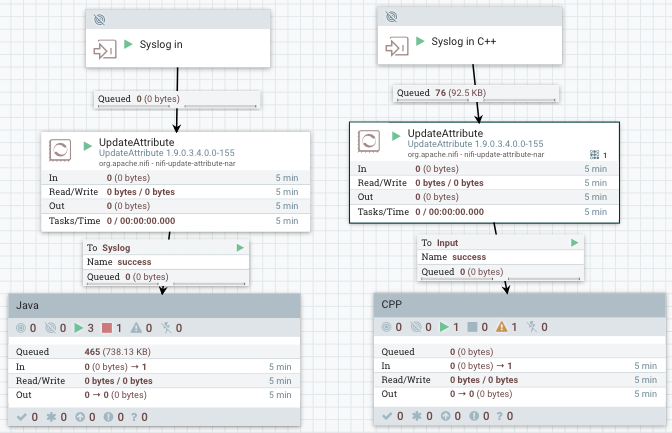 Syslog in
Queued 0 (0 bytes)
UpdateAttribute
UpdateAttribute 1.9.0.3.4.0.0-155
org.apache.nifi - nifi-update-attribute-nar
In 0 (0 bytes) 5 min
Read/Write 0 bytes / 0 bytes 5 min
Out 0 (0 bytes) 5 min
Tasks/Time 0 / 00:00:00.000 5 min
To Syslog
Name success
Queued 0 (0 bytes)
Java
0 0 3 1 0 0
Queued 465 (738.13 KB)
In 0 (0 bytes) → 1 5 min
Read/Write 0 bytes / 0 bytes 5 min
Out 0 → 0 (0 bytes) 5 min
0 0 0 0 ? 0
Syslog in C++
Queued 76 (92.5 KB)
UpdateAttribute
UpdateAttribute 1.9.0.3.4.0.0-155
org.apache.nifi - nifi-update-attribute-nar
1
In 0 (0 bytes) 5 min
Read/Write 0 bytes / 0 bytes 5 min
Out 0 (0 bytes) 5 min
Tasks/Time 0 / 00:00:00.000 5 min
To Input
Name success
Queued 0 (0 bytes)
CPP
0 0 1 0 1 0
Queued 0 (0 bytes)
In 0 (0 bytes) → 1 5 min
Read/Write 0 bytes / 0 bytes 5 min
Out 0 → 0 (0 bytes) 5 min
0 0 0 0 ? 0